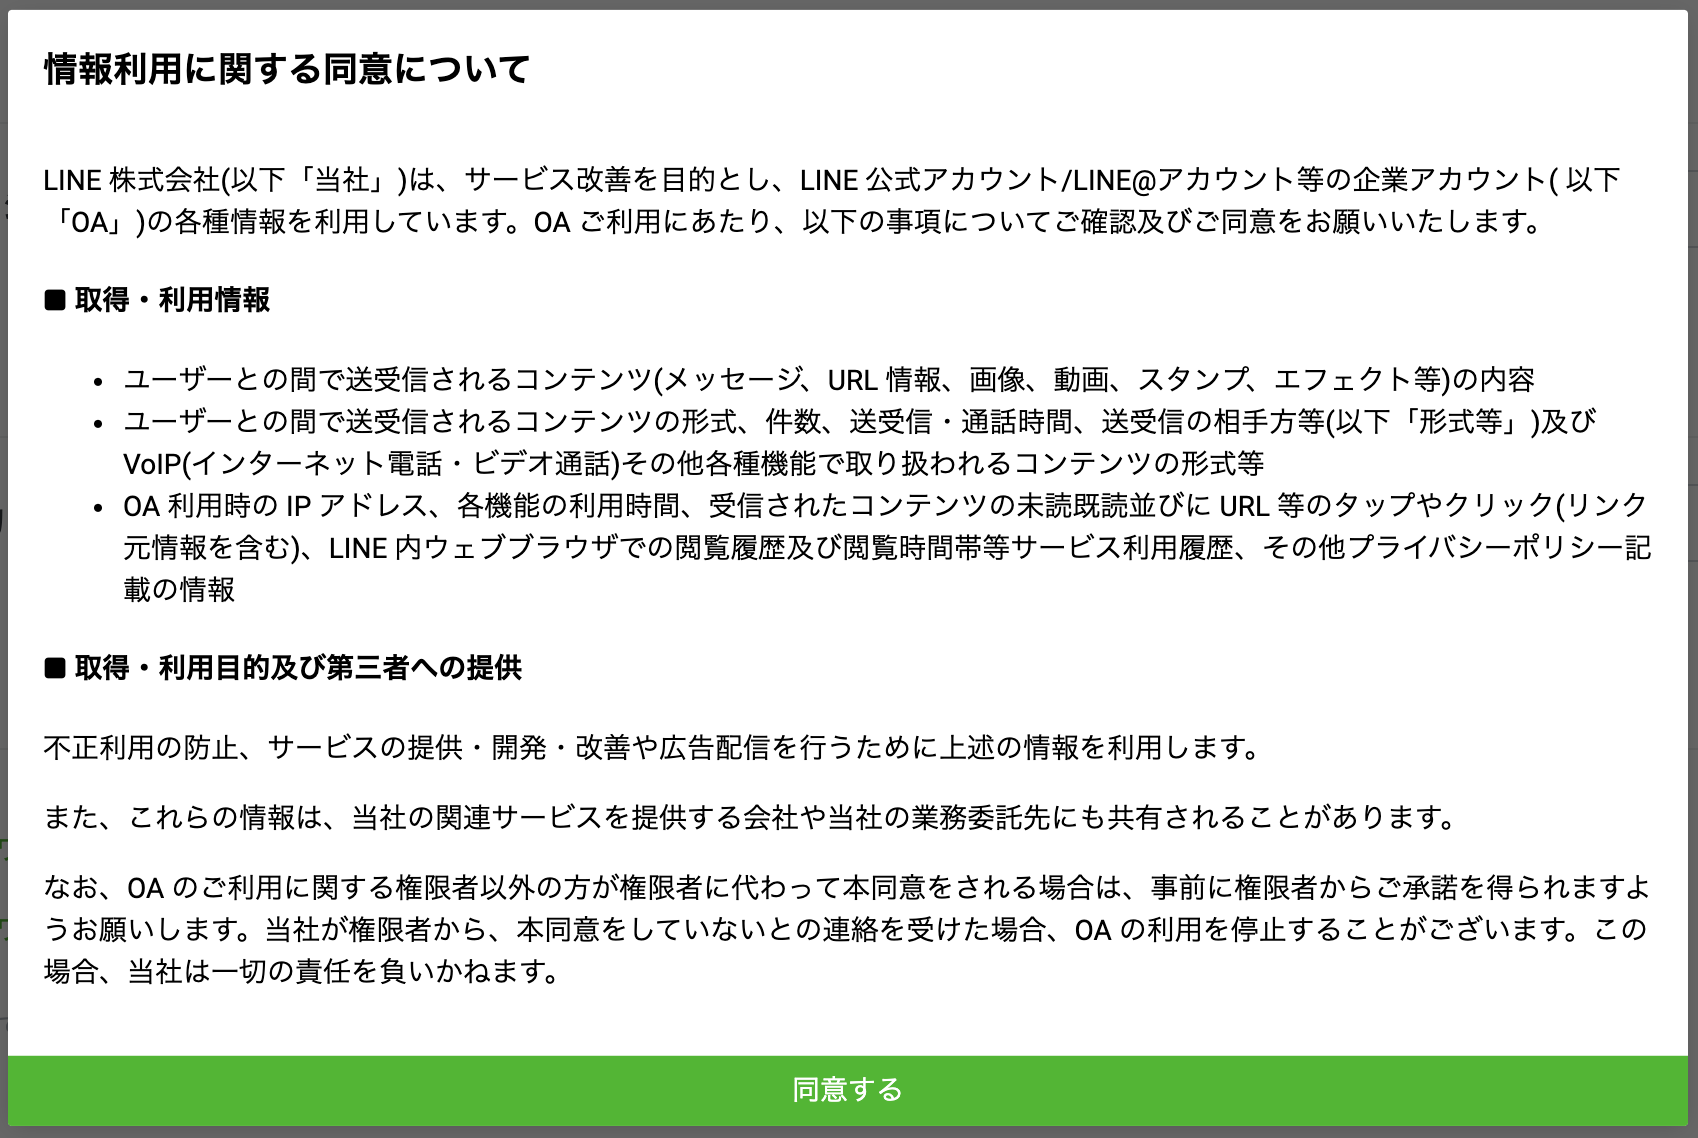 情報利用に関する同意について
LINE 株式会社(以下「当社」)は、サービス改善を目的とし、LINE 公式アカウント/LINE@アカウント等の企業アカウント( 以下
「OA」)の各種情報を利用しています。OA ご利用にあたり、以下の事項についてご確認及びご同意をお願いいたします。
■ 取得・利用情報
• ユーザーとの間で送受信されるコンテンツ(メッセージ、URL 情報、画像、動画、スタンプ、エフェクト等)の内容
• ユーザーとの間で送受信されるコンテンツの形式、件数、送受信・通話時間、送受信の相手方等(以下「形式等」)及び
VoIP(インターネット電話・ビデオ通話)その他各種機能で取り扱われるコンテンツの形式等
• OA 利用時の IP アドレス、各機能の利用時間、受信されたコンテンツの未読既読並びに URL 等のタップやクリック(リンク
元情報を含む)、LINE 内ウェブブラウザでの閲覧履歴及び閲覧時間帯等サービス利用履歴、その他プライバシーポリシー記
載の情報
■ 取得・利用目的及び第三者への提供
不正利用の防止、サービスの提供・開発・改善や広告配信を行うために上述の情報を利用します。
また、これらの情報は、当社の関連サービスを提供する会社や当社の業務委託先にも共有されることがあります。
なお、OA のご利用に関する権限者以外の方が権限者に代わって本同意をされる場合は、事前に権限者からご承諾を得られますよ
うお願いします。当社が権限者から、本同意をしていないとの連絡を受けた場合、OA の利用を停止することがございます。この
場合、当社は一切の責任を負いかねます。
同意する